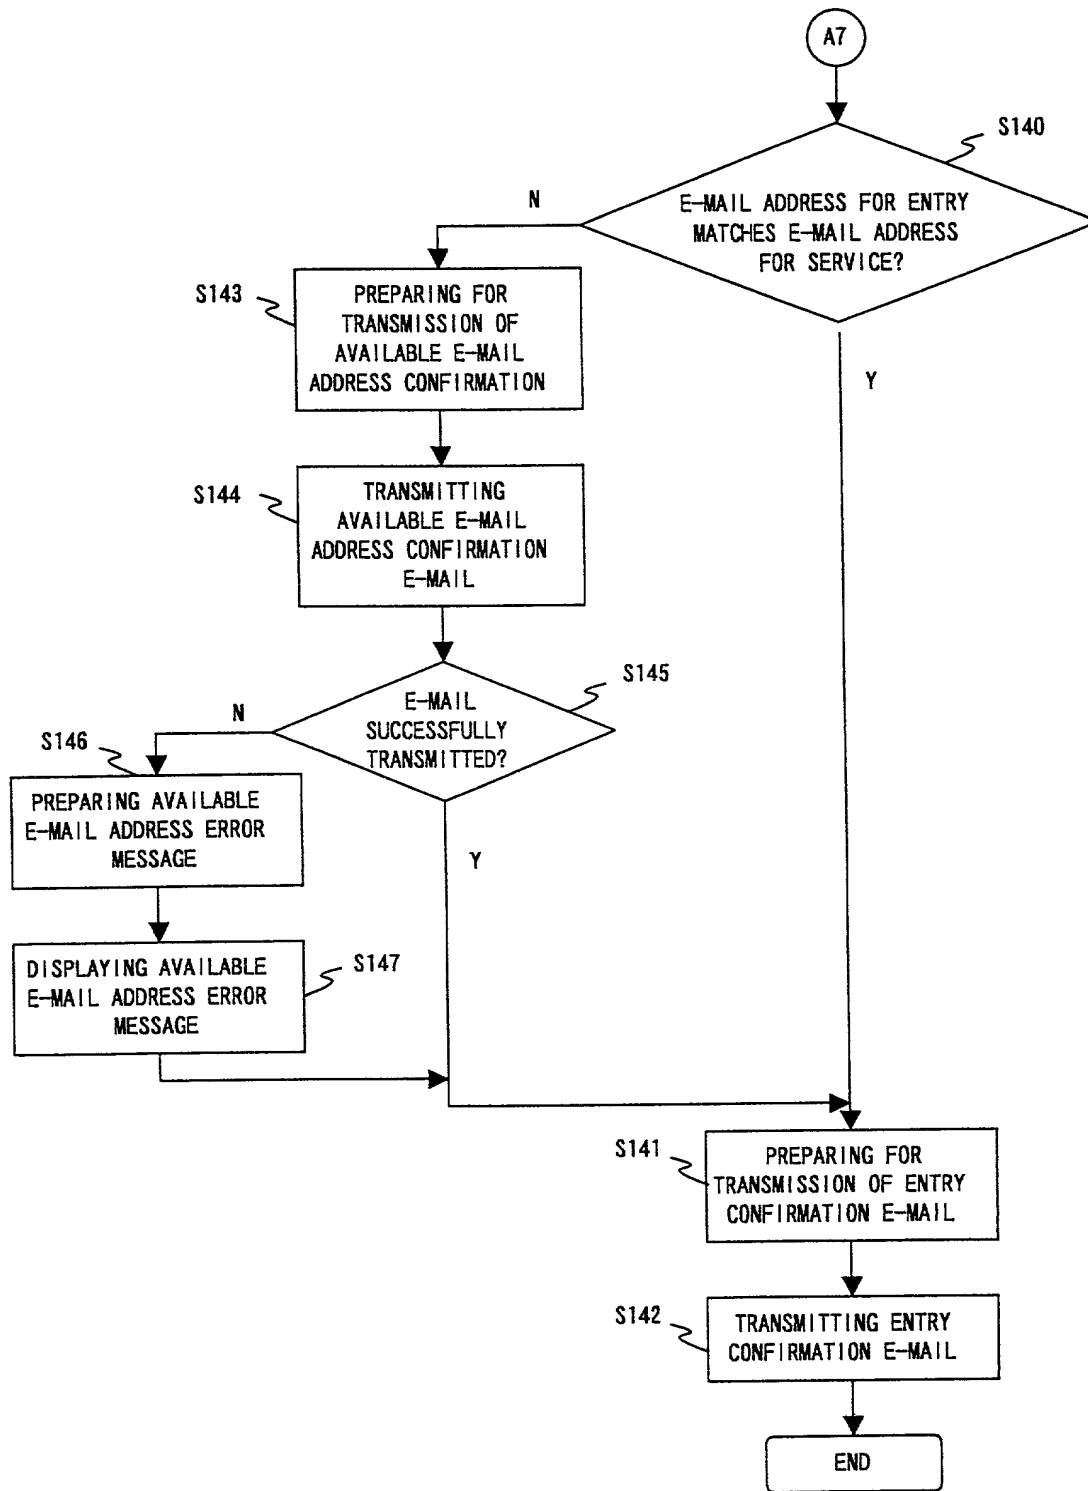 A7
S140
E-MAIL ADDRESS FOR ENTRY
MATCHES E-MAIL ADDRESS
FOR SERVICE?
N
Y
S143
PREPARING FOR
TRANSMISSION OF
AVAILABLE E-MAIL
ADDRESS CONFIRMATION
S144
TRANSMITTING
AVAILABLE E-MAIL
ADDRESS CONFIRMATION
E-MAIL
S145
E-MAIL
SUCCESSFULLY
TRANSMITTED?
N
Y
S146
PREPARING AVAILABLE
E-MAIL ADDRESS ERROR
MESSAGE
S147
DISPLAYING AVAILABLE
E-MAIL ADDRESS ERROR
MESSAGE
S141
PREPARING FOR
TRANSMISSION OF ENTRY
CONFIRMATION E-MAIL
S142
TRANSMITTING ENTRY
CONFIRMATION E-MAIL
END